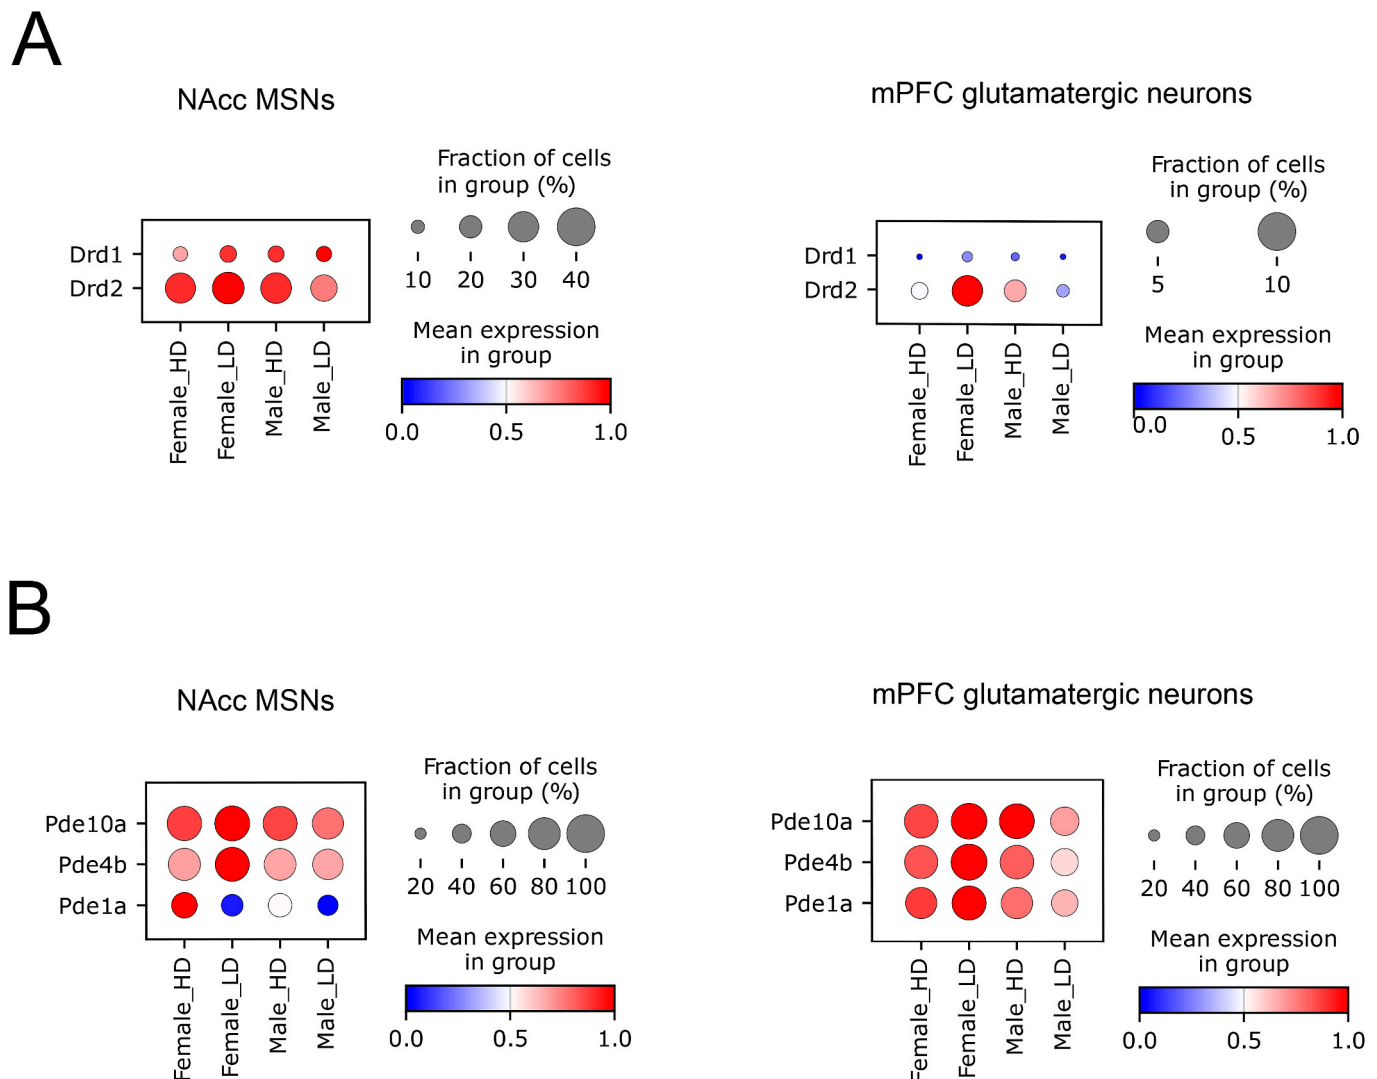 A
NAcc MSNs
Fraction of cells
in group (%)
10 20 30 40
Drd1
Drd2
Mean expression
in group
0.0 0.5 1.0
Female_HD
Female_LD
Male_HD
Male_LD
mPFC glutamatergic neurons
Fraction of cells
in group (%)
5 10
Drd1
Drd2
Mean expression
in group
0.0 0.5 1.0
Female_HD
Female_LD
Male_HD
Male_LD
B
NAcc MSNs
Fraction of cells
in group (%)
20 40 60 80 100
Pde10a
Pde4b
Pde1a
Mean expression
in group
0.0 0.5 1.0
Female_HD
Female_LD
Male_HD
Male_LD
mPFC glutamatergic neurons
Fraction of cells
in group (%)
20 40 60 80 100
Pde10a
Pde4b
Pde1a
Mean expression
in group
0.0 0.5 1.0
Female_HD
Female_LD
Male_HD
Male_LD